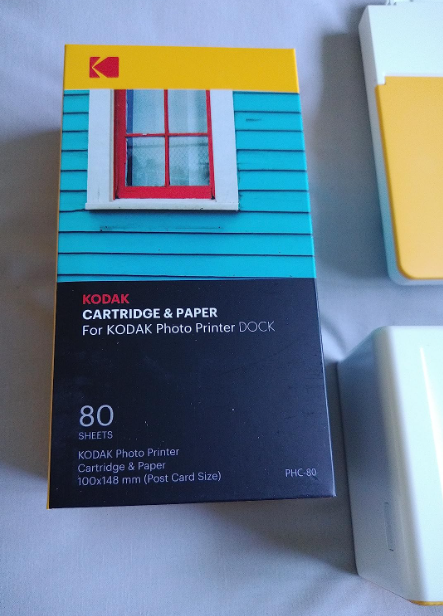 KODAK
CARTRIDGE & PAPER
For KODAK Photo Printer DOCK
80
SHEETS
KODAK Photo Printer
Cartridge & Paper
100x148 mm (Post Card Size)
PHC-80